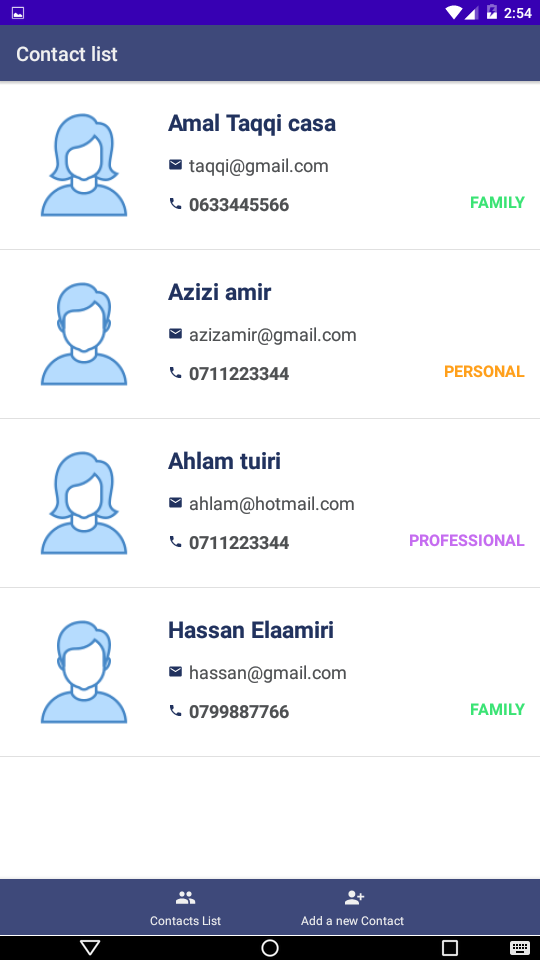 2:54
Contact list
Amal Taqqi casa
taqqi@gmail.com
0633445566
FAMILY
Azizi amir
azizamir@gmail.com
0711223344
PERSONAL
Ahlam tuiri
ahlam@hotmail.com
0711223344
PROFESSIONAL
Hassan Elaamiri
hassan@gmail.com
0799887766
FAMILY
Contacts List
Add a new Contact